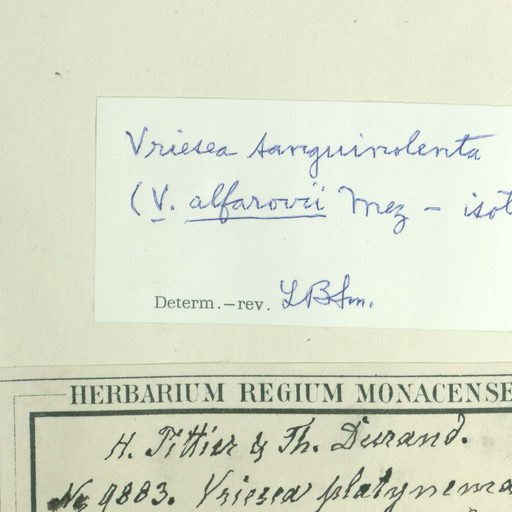 Vriesea sanguinolenta
(V. alfarovii Mez – isot
Determ.–rev. LBSm.
HERBARIUM REGIUM MONACENSE
H. Pittier & Th. Durand.
No 9883. Vriesea platynema